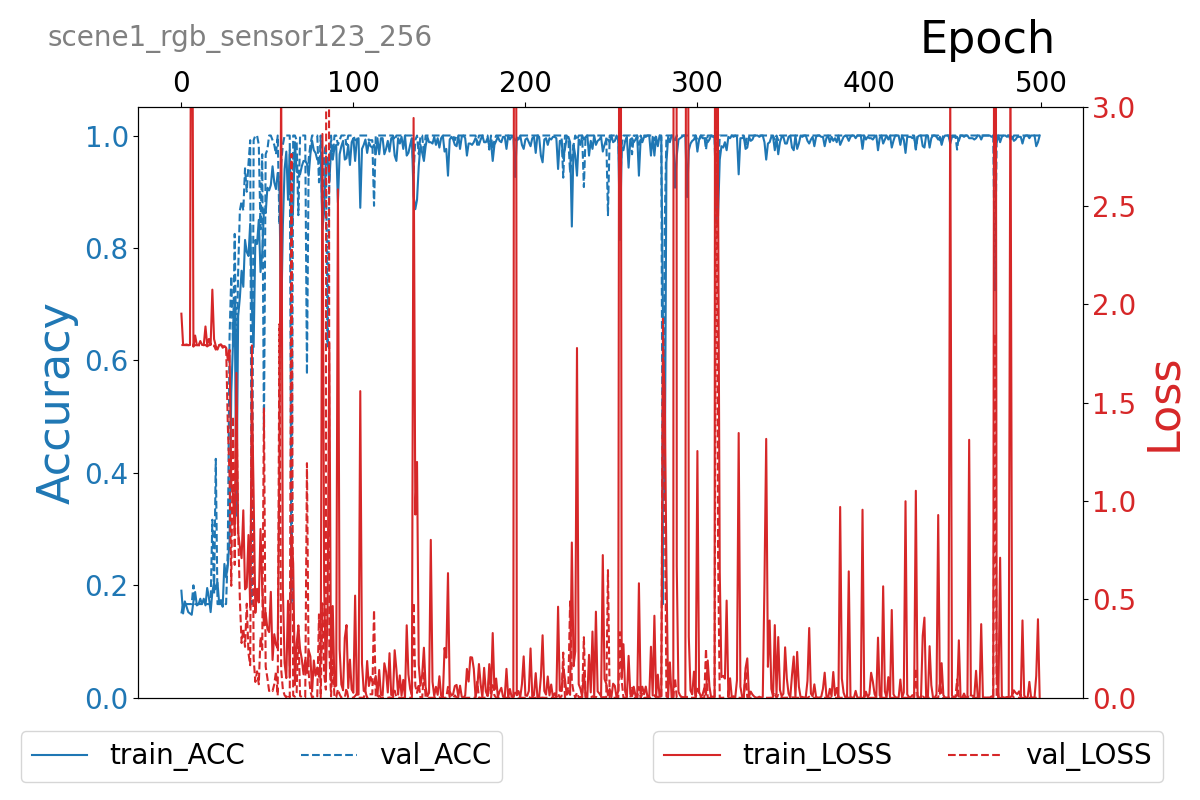 scene1_rgb_sensor123_256
Epoch
0 100 200 300 400 500
1.0 3.0
0.8 2.5
0.6 2.0
0.4 1.5
0.2 1.0
0.0 0.5
0.0
Accuracy
Loss
train_ACC val_ACC train_LOSS val_LOSS